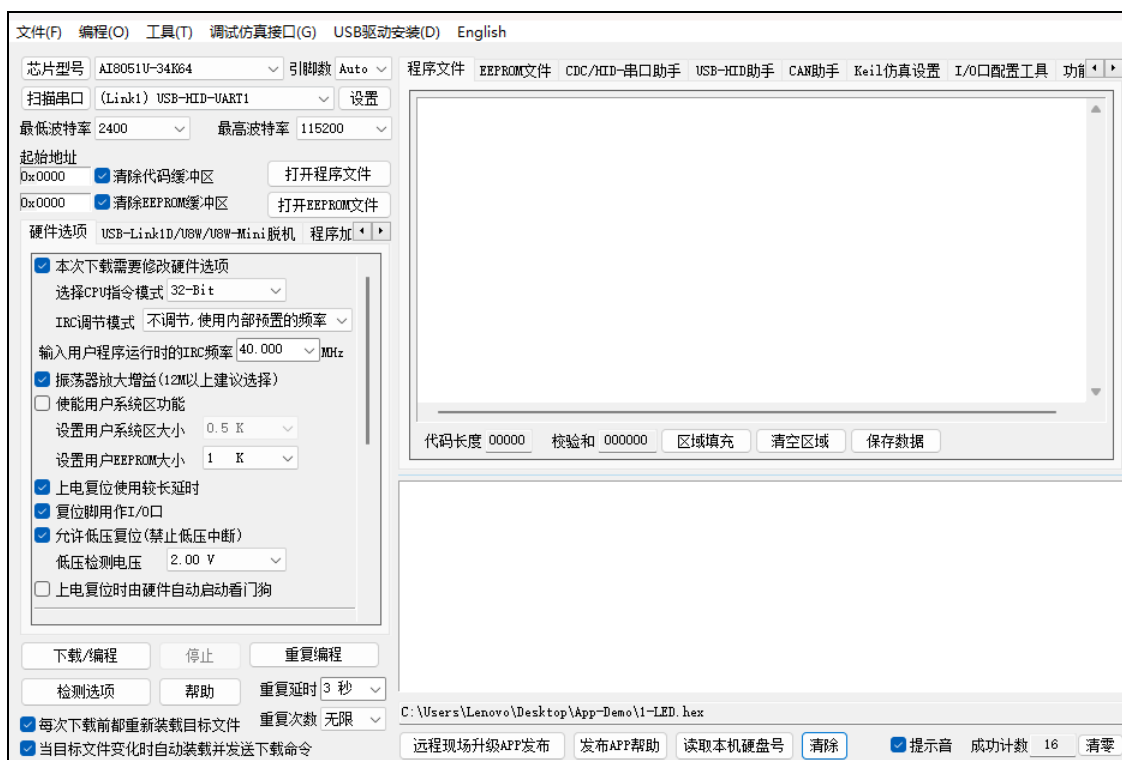 文件(F) 编程(O) 工具(T) 调试仿真接口(G) USB驱动安装(D) English
芯片型号 AI8051U-34K64 引脚数 Auto
扫描串口 (Link1) USB-HID-UART1 设置
最低波特率 2400 最高波特率 115200
起始地址
0x0000 清除代码缓冲区 打开程序文件
0x0000 清除EEPROM缓冲区 打开EEPROM文件
硬件选项 USB-Link1D/U8W/U8W-Mini脱机 程序加
本次下载需要修改硬件选项
选择CPU指令模式 32-Bit
IRC调节模式 不调节,使用内部预置的频率
输入用户程序运行时的IRC频率 40.000 MHz
振荡器放大增益(12M以上建议选择)
使能用户系统区功能
设置用户系统区大小 0.5 K
设置用户EEPROM大小 1 K
上电复位使用较长延时
复位脚用作I/O口
允许低压复位(禁止低压中断)
低压检测电压 2.00 V
上电复位时由硬件自动启动看门狗
下载/编程 停止 重复编程
检测选项 帮助 重复延时 3 秒
每次下载前都重新装载目标文件 重复次数 无限
当目标文件变化时自动装载并发送下载命令
程序文件 EEPROM文件 CDC/HID-串口助手 USB-HID助手 CAN助手 Keil仿真设置 I/O口配置工具
代码长度 00000 校验和 000000 区域填充 清空区域 保存数据
C:\Users\Lenovo\Desktop\App-Demo\1-LED.hex
远程现场升级APP发布 发布APP帮助 读取本机硬盘号 清除 提示音 成功计数 16 清零